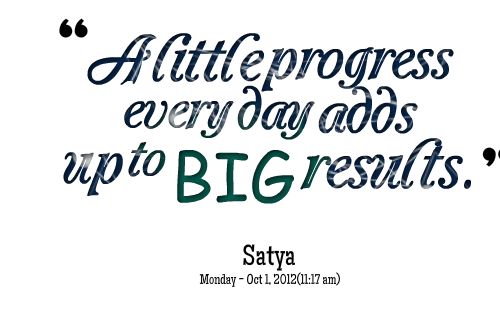 “
A little progress
every day adds
up to BIG results.”
Satya
Monday - Oct 1, 2012(11:17 am)